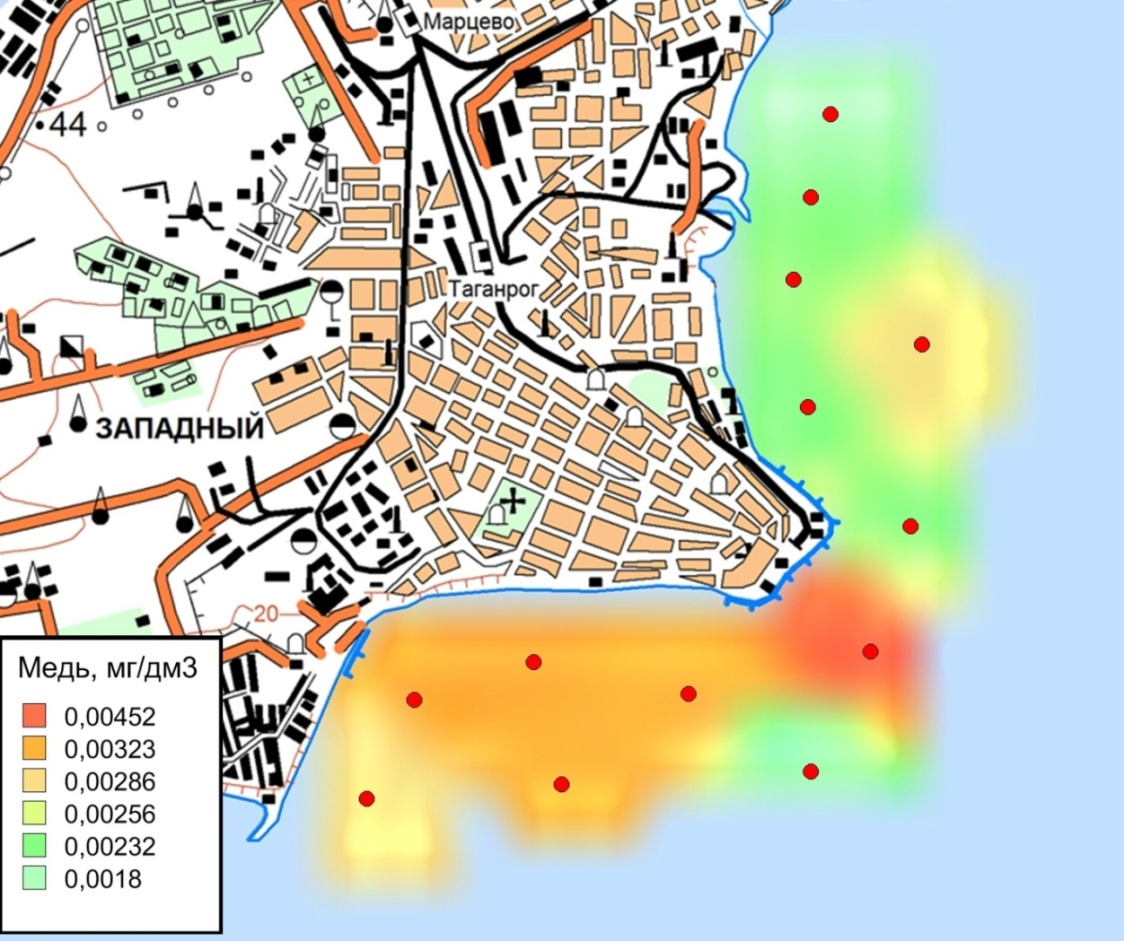 Марцево
44
Таганрог
ЗАПАДНЫЙ
20
Медь, мг/дм3
0,00452
0,00323
0,00286
0,00256
0,00232
0,0018